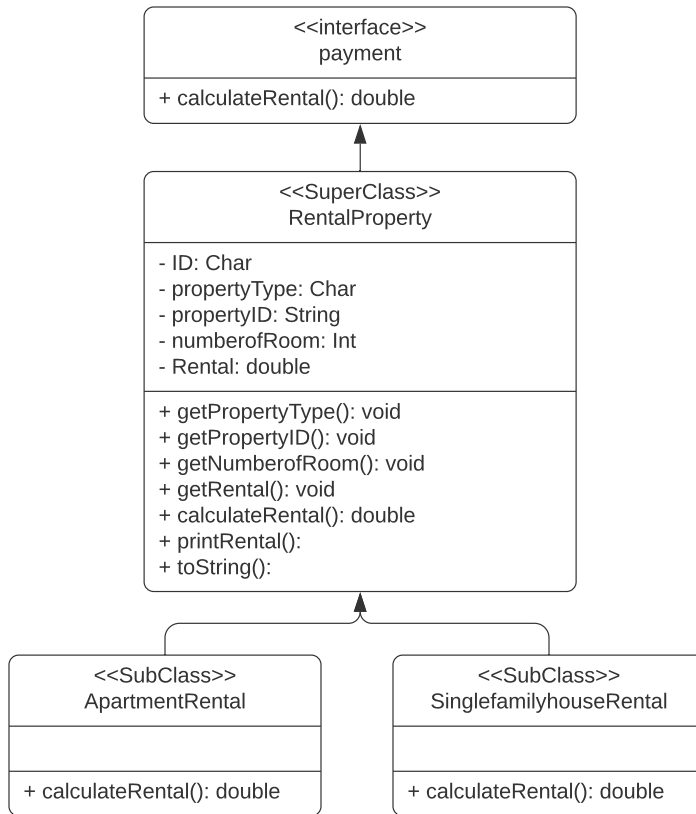 <<interface>>
payment
+ calculateRental(): double
<<SuperClass>>
RentalProperty
- ID: Char
- propertyType: Char
- propertyID: String
- numberofRoom: Int
- Rental: double
+ getPropertyType(): void
+ getPropertyID(): void
+ getNumberofRoom(): void
+ getRental(): void
+ calculateRental(): double
+ printRental():
+ toString():
<<SubClass>>
ApartmentRental
+ calculateRental(): double
<<SubClass>>
SinglefamilyhouseRental
+ calculateRental(): double